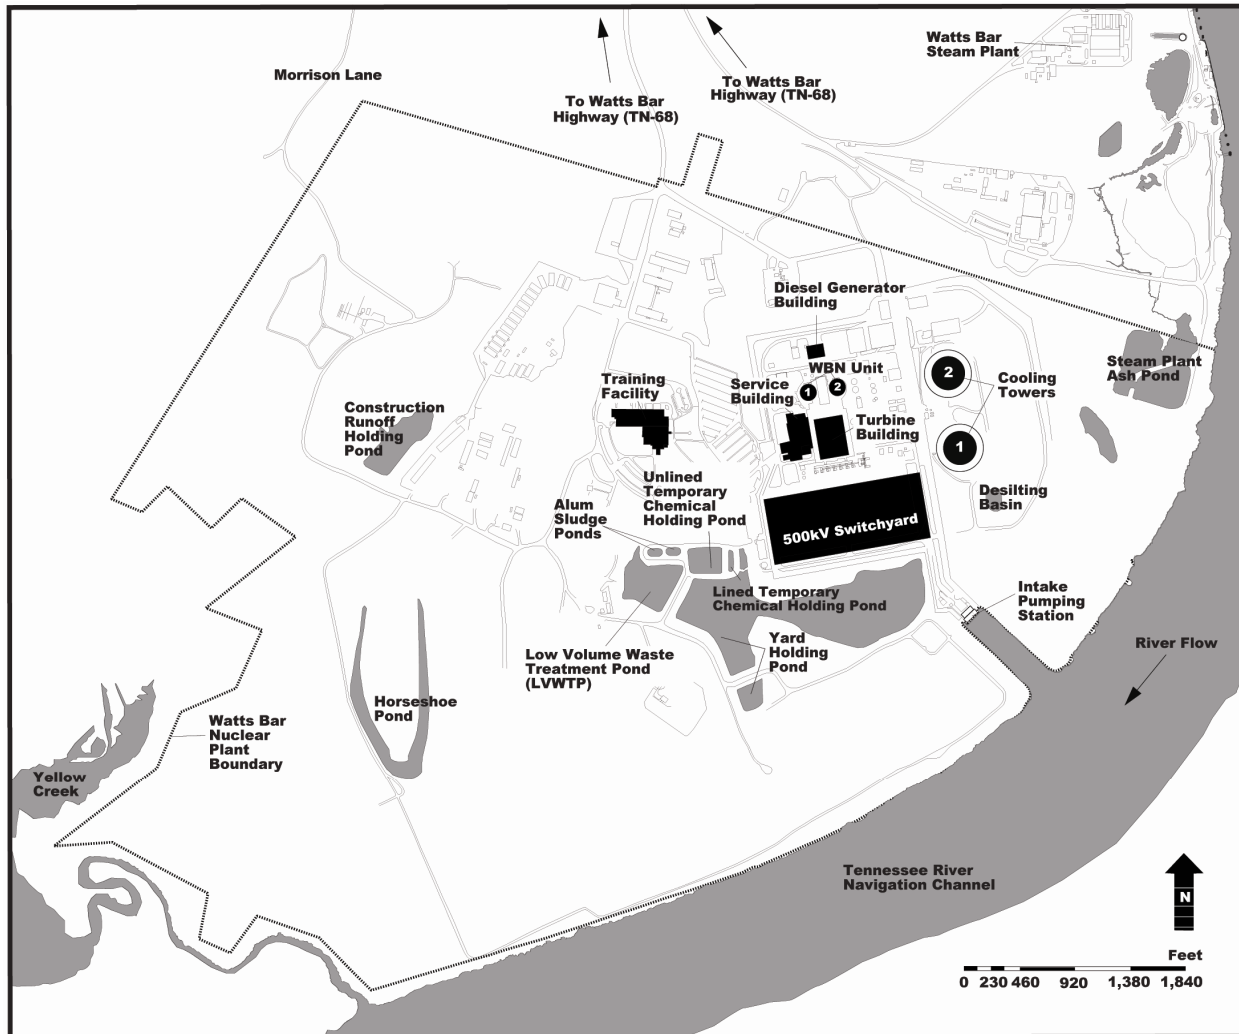 Watts Bar
Steam Plant
Morrison Lane
To Watts Bar
Highway (TN-68)
To Watts Bar
Highway (TN-68)
Diesel Generator
Building
WBN Unit
1
2
Service
Building
Turbine
Building
2
1
Cooling
Towers
Steam Plant
Ash Pond
Training
Facility
Construction
Runoff
Holding
Pond
Unlined
Temporary
Chemical
Holding Pond
Alum
Sludge
Ponds
Desilting
Basin
500kV Switchyard
Lined Temporary
Chemical Holding Pond
Intake
Pumping
Station
Yard
Holding
Pond
River Flow
Low Volume Waste
Treatment Pond
(LVWTP)
Horseshoe
Pond
Watts Bar
Nuclear
Plant
Boundary
Yellow
Creek
Tennessee River
Navigation Channel
N
Feet
0 230 460 920 1,380 1,840